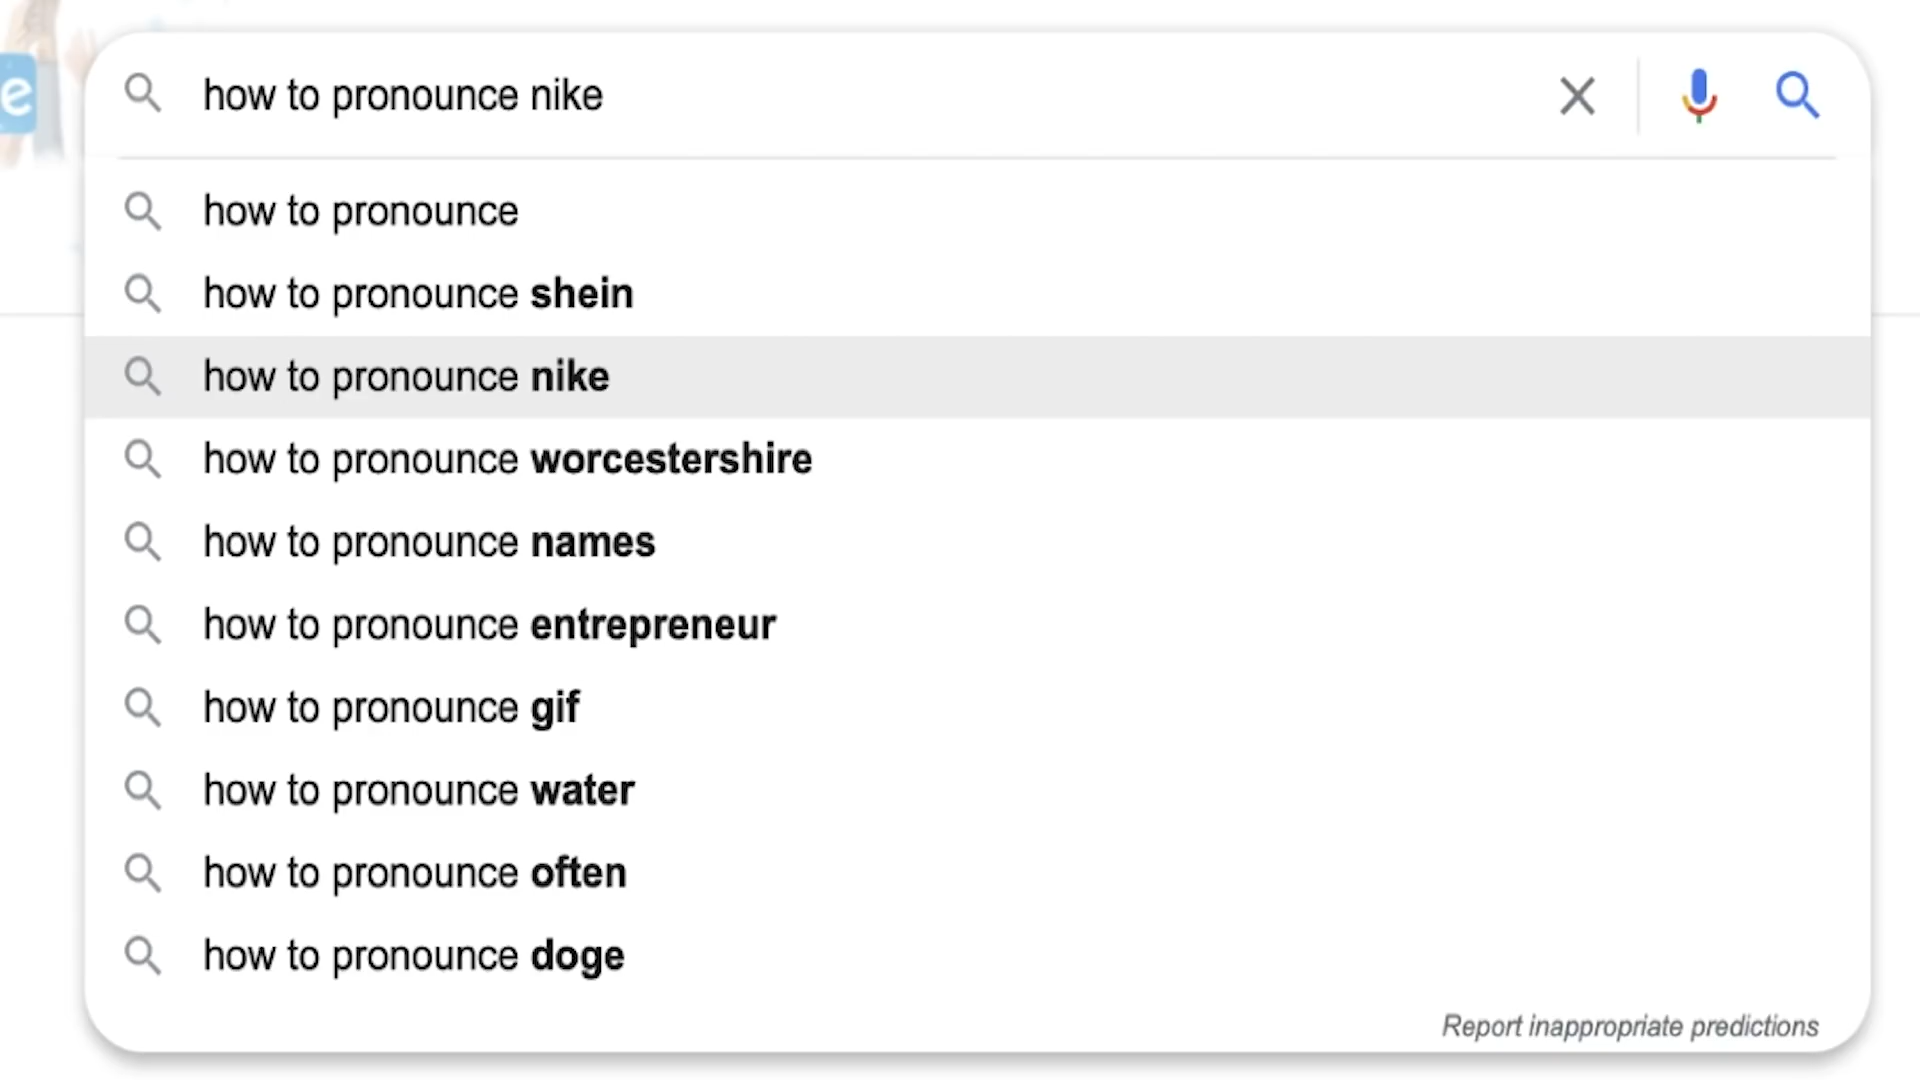 e
how to pronounce nike
how to pronounce
how to pronounce shein
how to pronounce nike
how to pronounce worcestershire
how to pronounce names
how to pronounce entrepreneur
how to pronounce gif
how to pronounce water
how to pronounce often
how to pronounce doge
Report inappropriate predictions